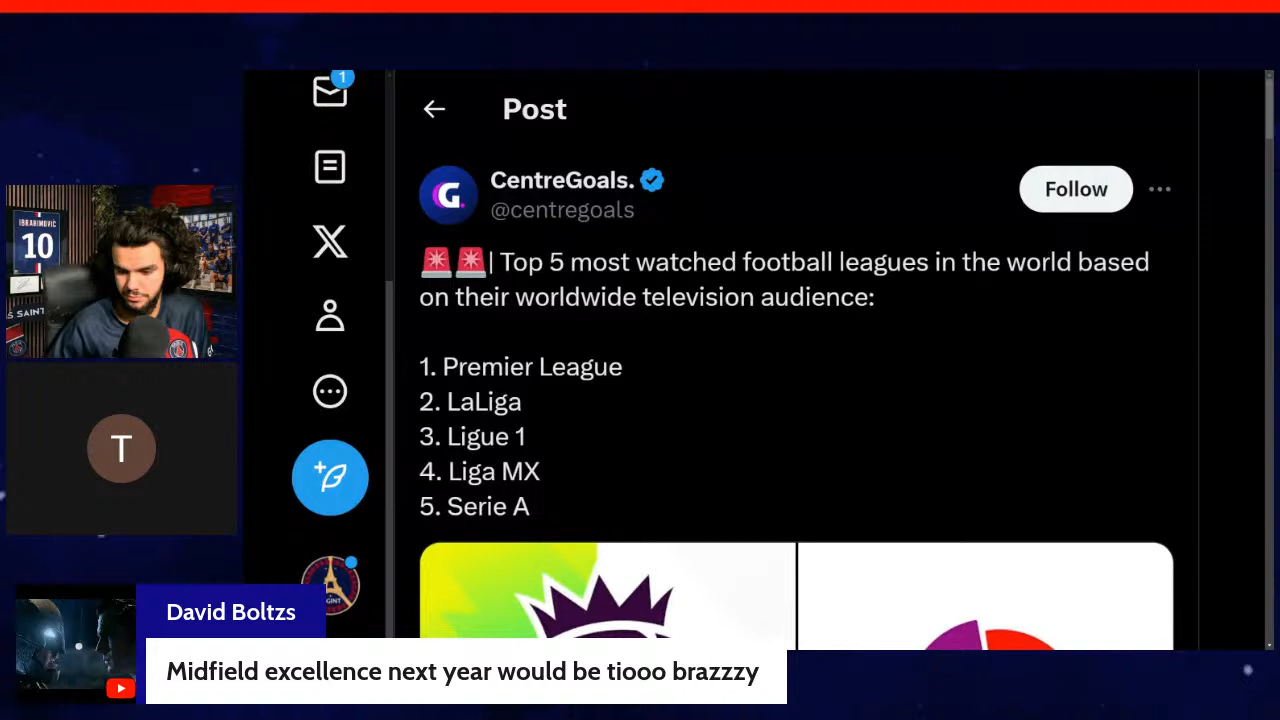 1
Post
CentreGoals.
@centregoals
Follow
🚨🚨| Top 5 most watched football leagues in the world based
on their worldwide television audience:
1. Premier League
2. LaLiga
3. Ligue 1
4. Liga MX
5. Serie A
IBRAHIMOVIC
10
T
David Boltzs
Midfield excellence next year would be tiooo brazzzy